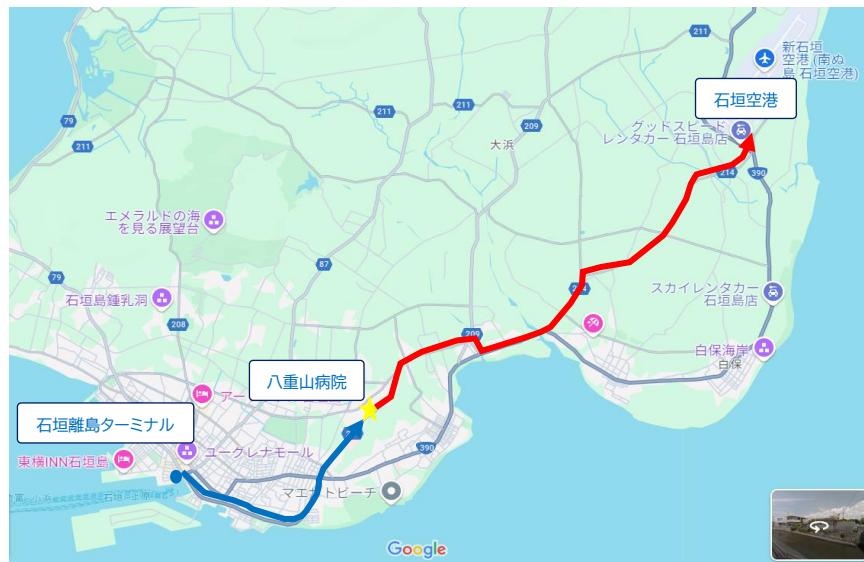 211
新石垣
空港 (南ぬ
島 石垣空港)
石垣空港
79
211
211
209
グッドスピード
レンタカー 石垣島店
大浜
211
214
390
エメラルドの海
を見る展望台
87
79
スカイレンタカー
石垣島店
石垣島鍾乳洞
208
209
白保海岸
白保
八重山病院
アー
石垣離島ターミナル
390
ユーグレナモール
東横INN石垣島
マエサトビーチ
Google